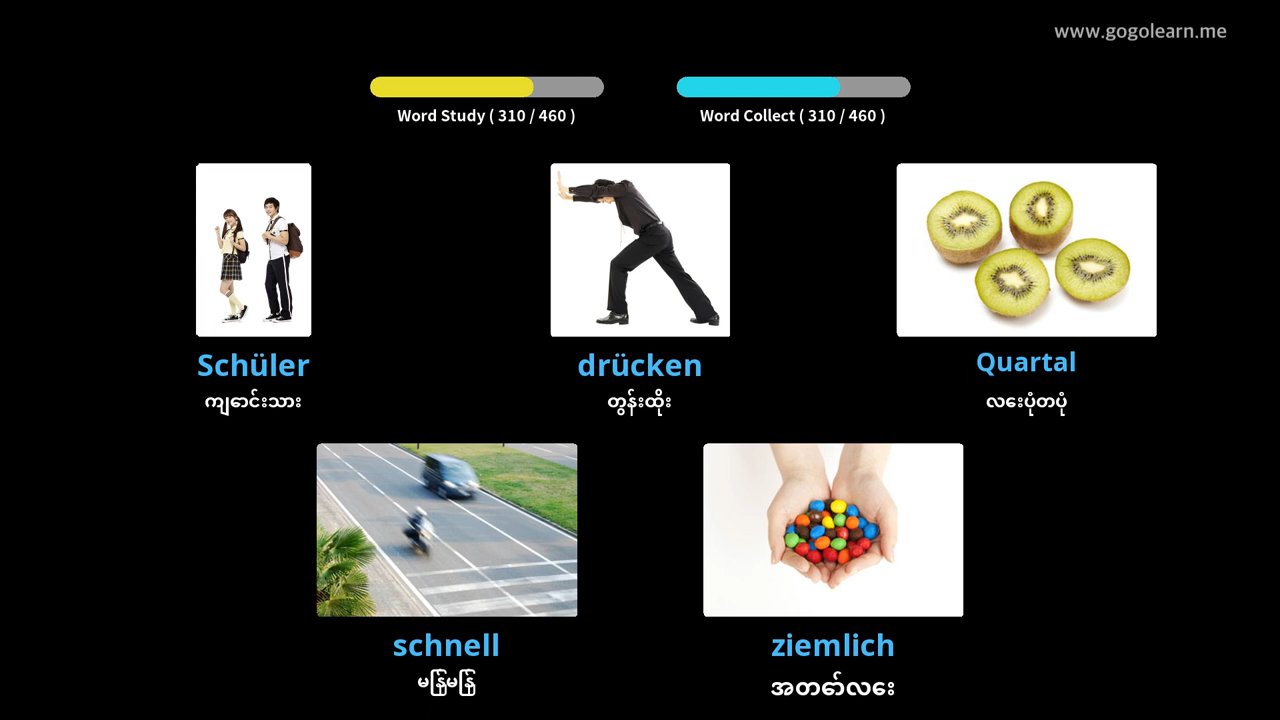 www.gogolearn.me
Word Study ( 310 / 460 )
Word Collect ( 310 / 460 )
Schüler
ကျောင်းသား
drücken
တွန်းထိုး
Quartal
လေးပုံတပုံ
schnell
မြန်မြန်
ziemlich
အတော်လေး